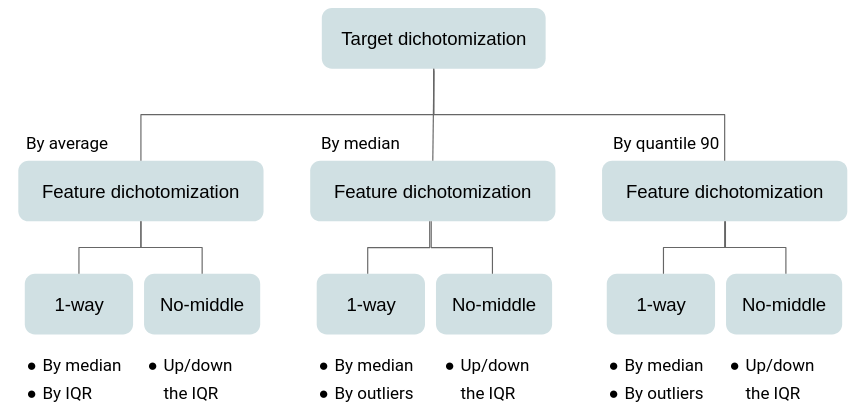 Target dichotomization
By average
By median
By quantile 90
Feature dichotomization
Feature dichotomization
Feature dichotomization
1-way
No-middle
1-way
No-middle
1-way
No-middle
● By median
● By IQR
● Up/down
the IQR
● By median
● By outliers
● Up/down
the IQR
● By median
● By outliers
● Up/down
the IQR